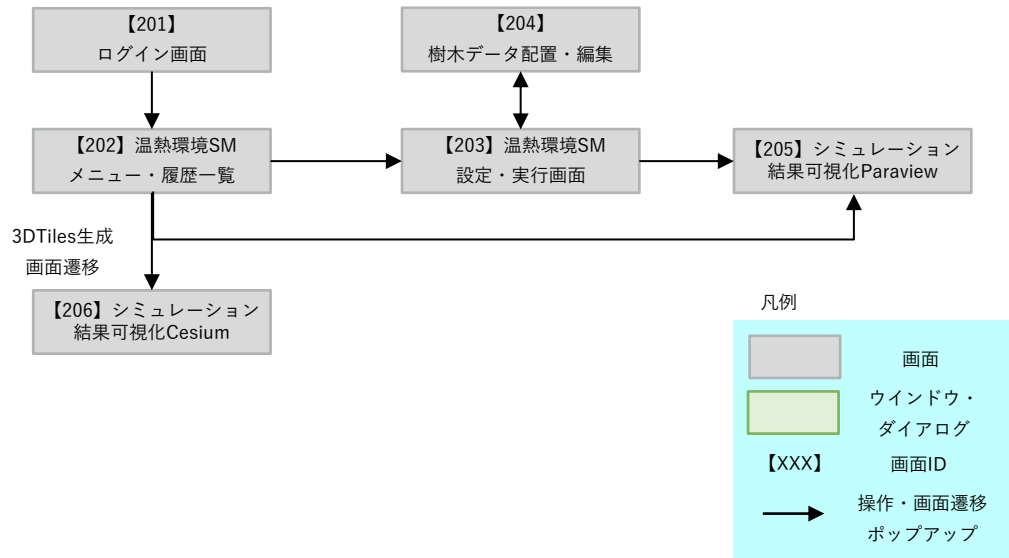 【201】
ログイン画面
【204】
樹木データ配置・編集
【202】温熱環境SM
メニュー・履歴一覧
【203】温熱環境SM
設定・実行画面
【205】シミュレーション
結果可視化Paraview
3DTiles生成
画面遷移
【206】シミュレーション
結果可視化Cesium
凡例
画面
ウインドウ・
ダイアログ
【XXX】
画面ID
操作・画面遷移
ポップアップ